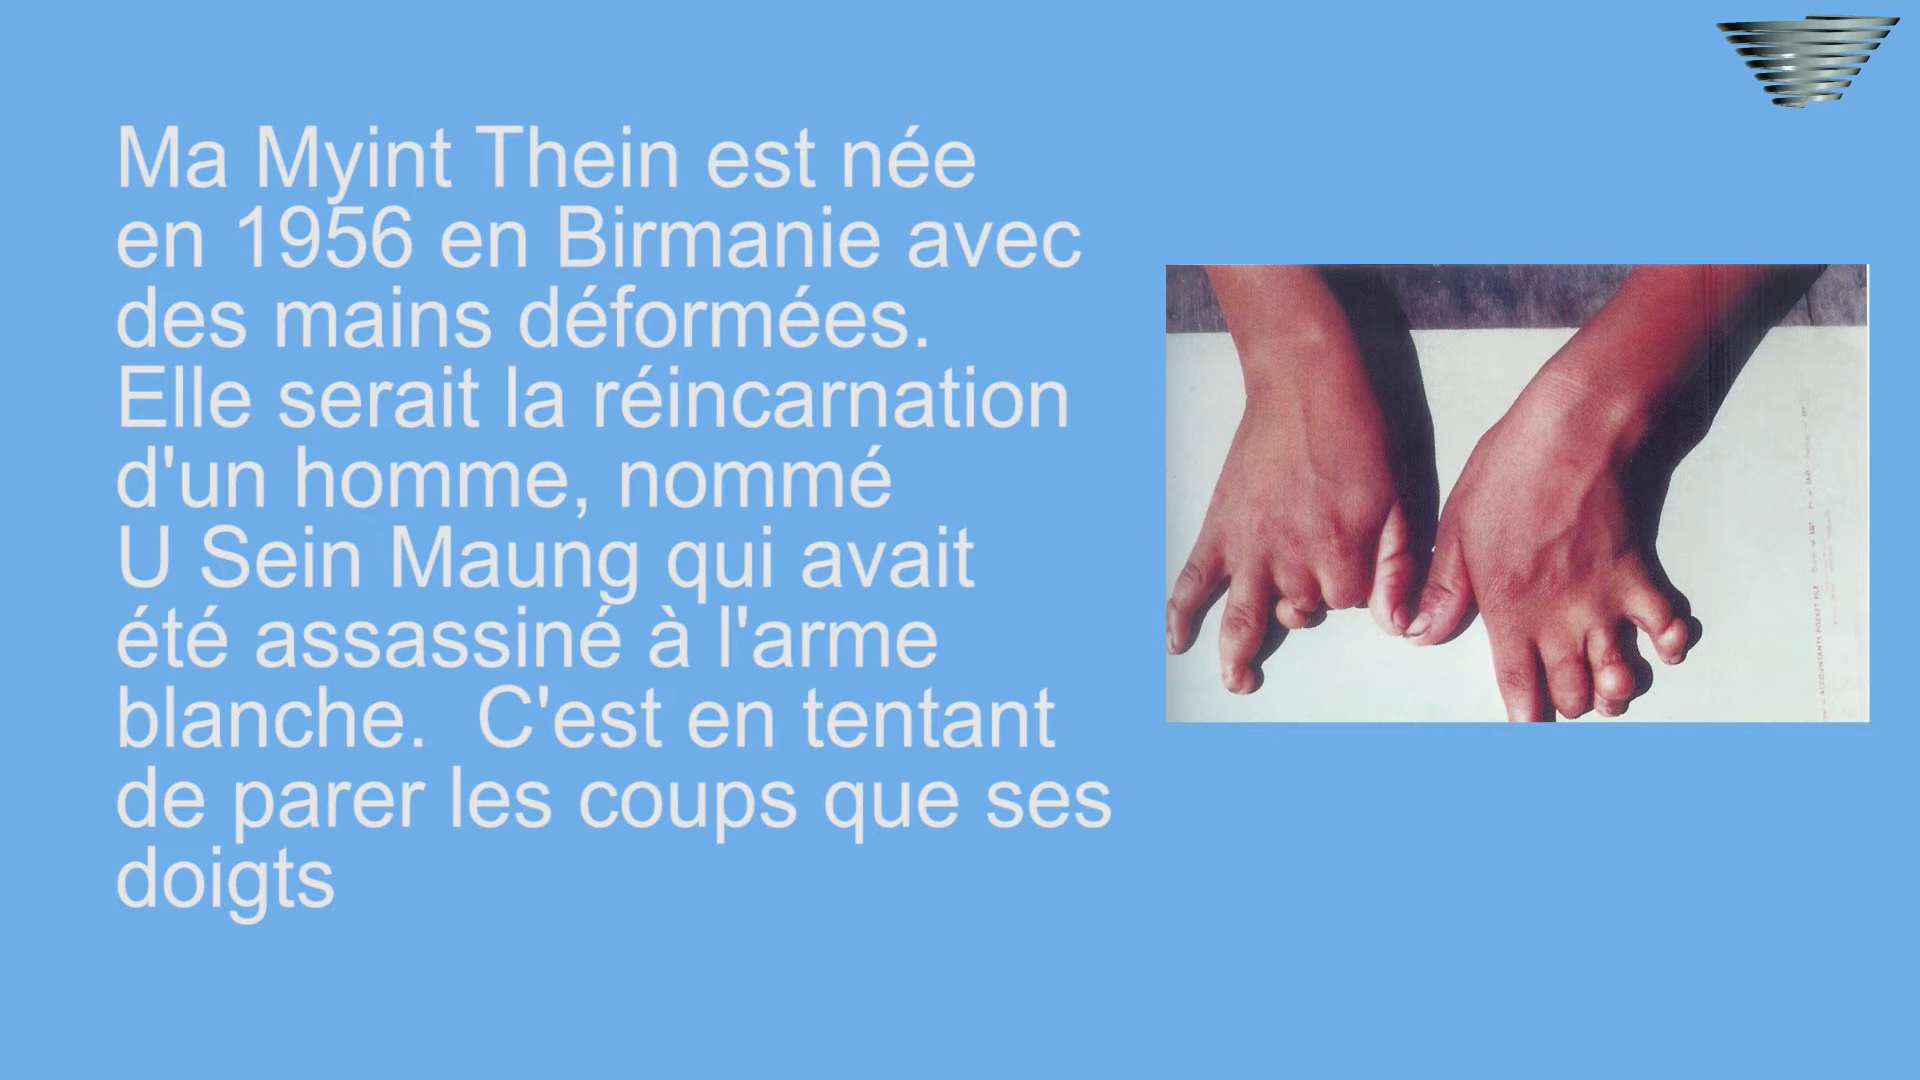 Ma Myint Thein est née
en 1956 en Birmanie avec
des mains déformées.
Elle serait la réincarnation
d'un homme, nommé
U Sein Maung qui avait
été assassiné à l'arme
blanche.  C'est en tentant
de parer les coups que ses
doigts